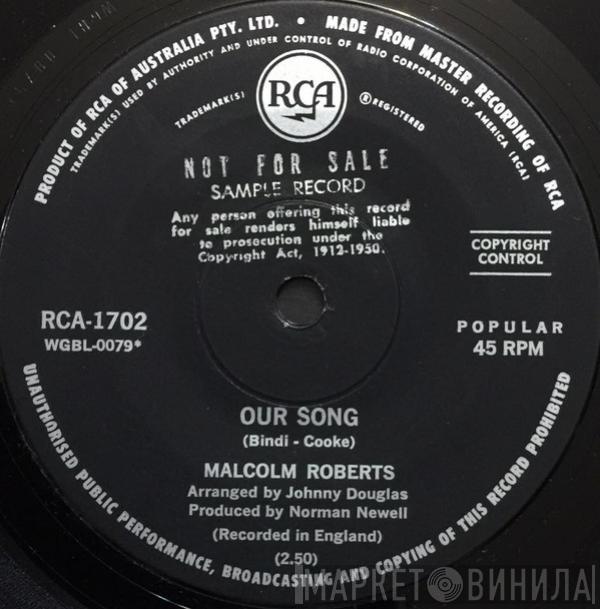 PRODUCT OF RCA OF AUSTRALIA PTY. LTD. • MADE FROM MASTER RECORDING OF RCA
TRADEMARK(S) USED BY AUTHORITY AND UNDER CONTROL OF RADIO CORPORATION OF AMERICA (RCA)
TRADEMARK(S) RCA ® REGISTERED
NOT FOR SALE
SAMPLE RECORD
Any person offering this record
for sale renders himself liable
to prosecution under the
Copyright Act, 1912-1950.
COPYRIGHT
CONTROL
RCA-1702
WGBL-0079*
POPULAR
45 RPM
OUR SONG
(Bindi - Cooke)
MALCOLM ROBERTS
Arranged by Johnny Douglas
Produced by Norman Newell
(Recorded in England)
(2.50)
UNAUTHORISED PUBLIC PERFORMANCE, BROADCASTING AND COPYING OF THIS RECORD PROHIBITED
МАРКЕТ ВИНИЛА